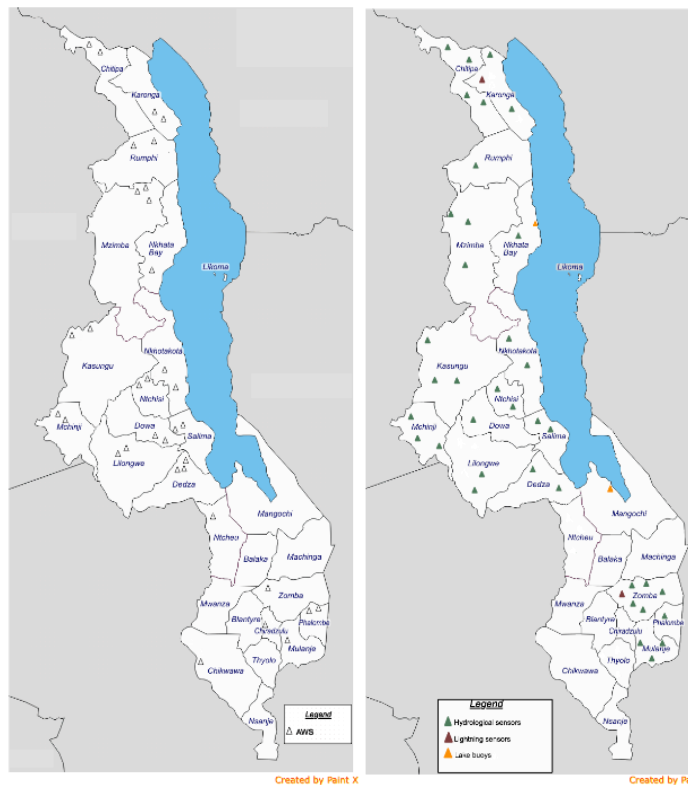 Chitipa
Karonga
Rumphi
Mzimba
Nkhata
Bay
Likoma
Nkhotakota
Kasungu
Ntchisi
Dowa
Mchinji
Salima
Lilongwe
Dedza
Mangochi
Ntcheu
Balaka
Machinga
Zomba
Mwanza
Blantyre
Phalombe
Chiradzulu
Mulanje
Thyolo
Chikwawa
Nsanje
Legend
AWS
Created by Paint X
Chitipa
Karonga
Rumphi
Mzimba
Nkhata
Bay
Likoma
Nkhotakota
Kasungu
Ntchisi
Dowa
Mchinji
Salima
Lilongwe
Dedza
Mangochi
Ntcheu
Balaka
Machinga
Zomba
Mwanza
Blantyre
Phalombe
Chiradzulu
Mulanje
Thyolo
Chikwawa
Nsanje
Legend
Hydrological sensors
Lightning sensors
Lake buoys
Created by Pa